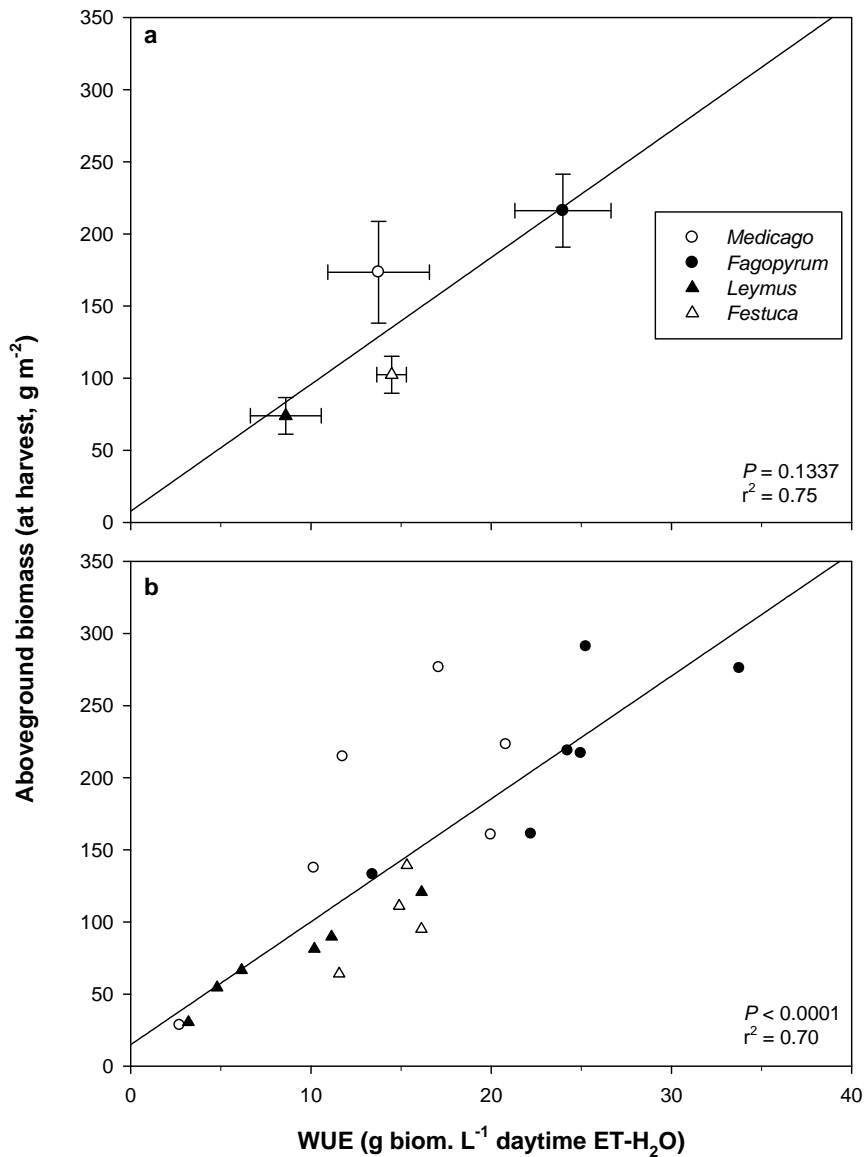 a
350
300
250
200
150
100
50
0
Medicago
Fagopyrum
Leymus
Festuca
P = 0.1337
r² = 0.75
Aboveground biomass (at harvest, g m⁻²)
b
350
300
250
200
150
100
50
0
P < 0.0001
r² = 0.70
0 10 20 30 40
WUE (g biom. L⁻¹ daytime ET-H₂O)